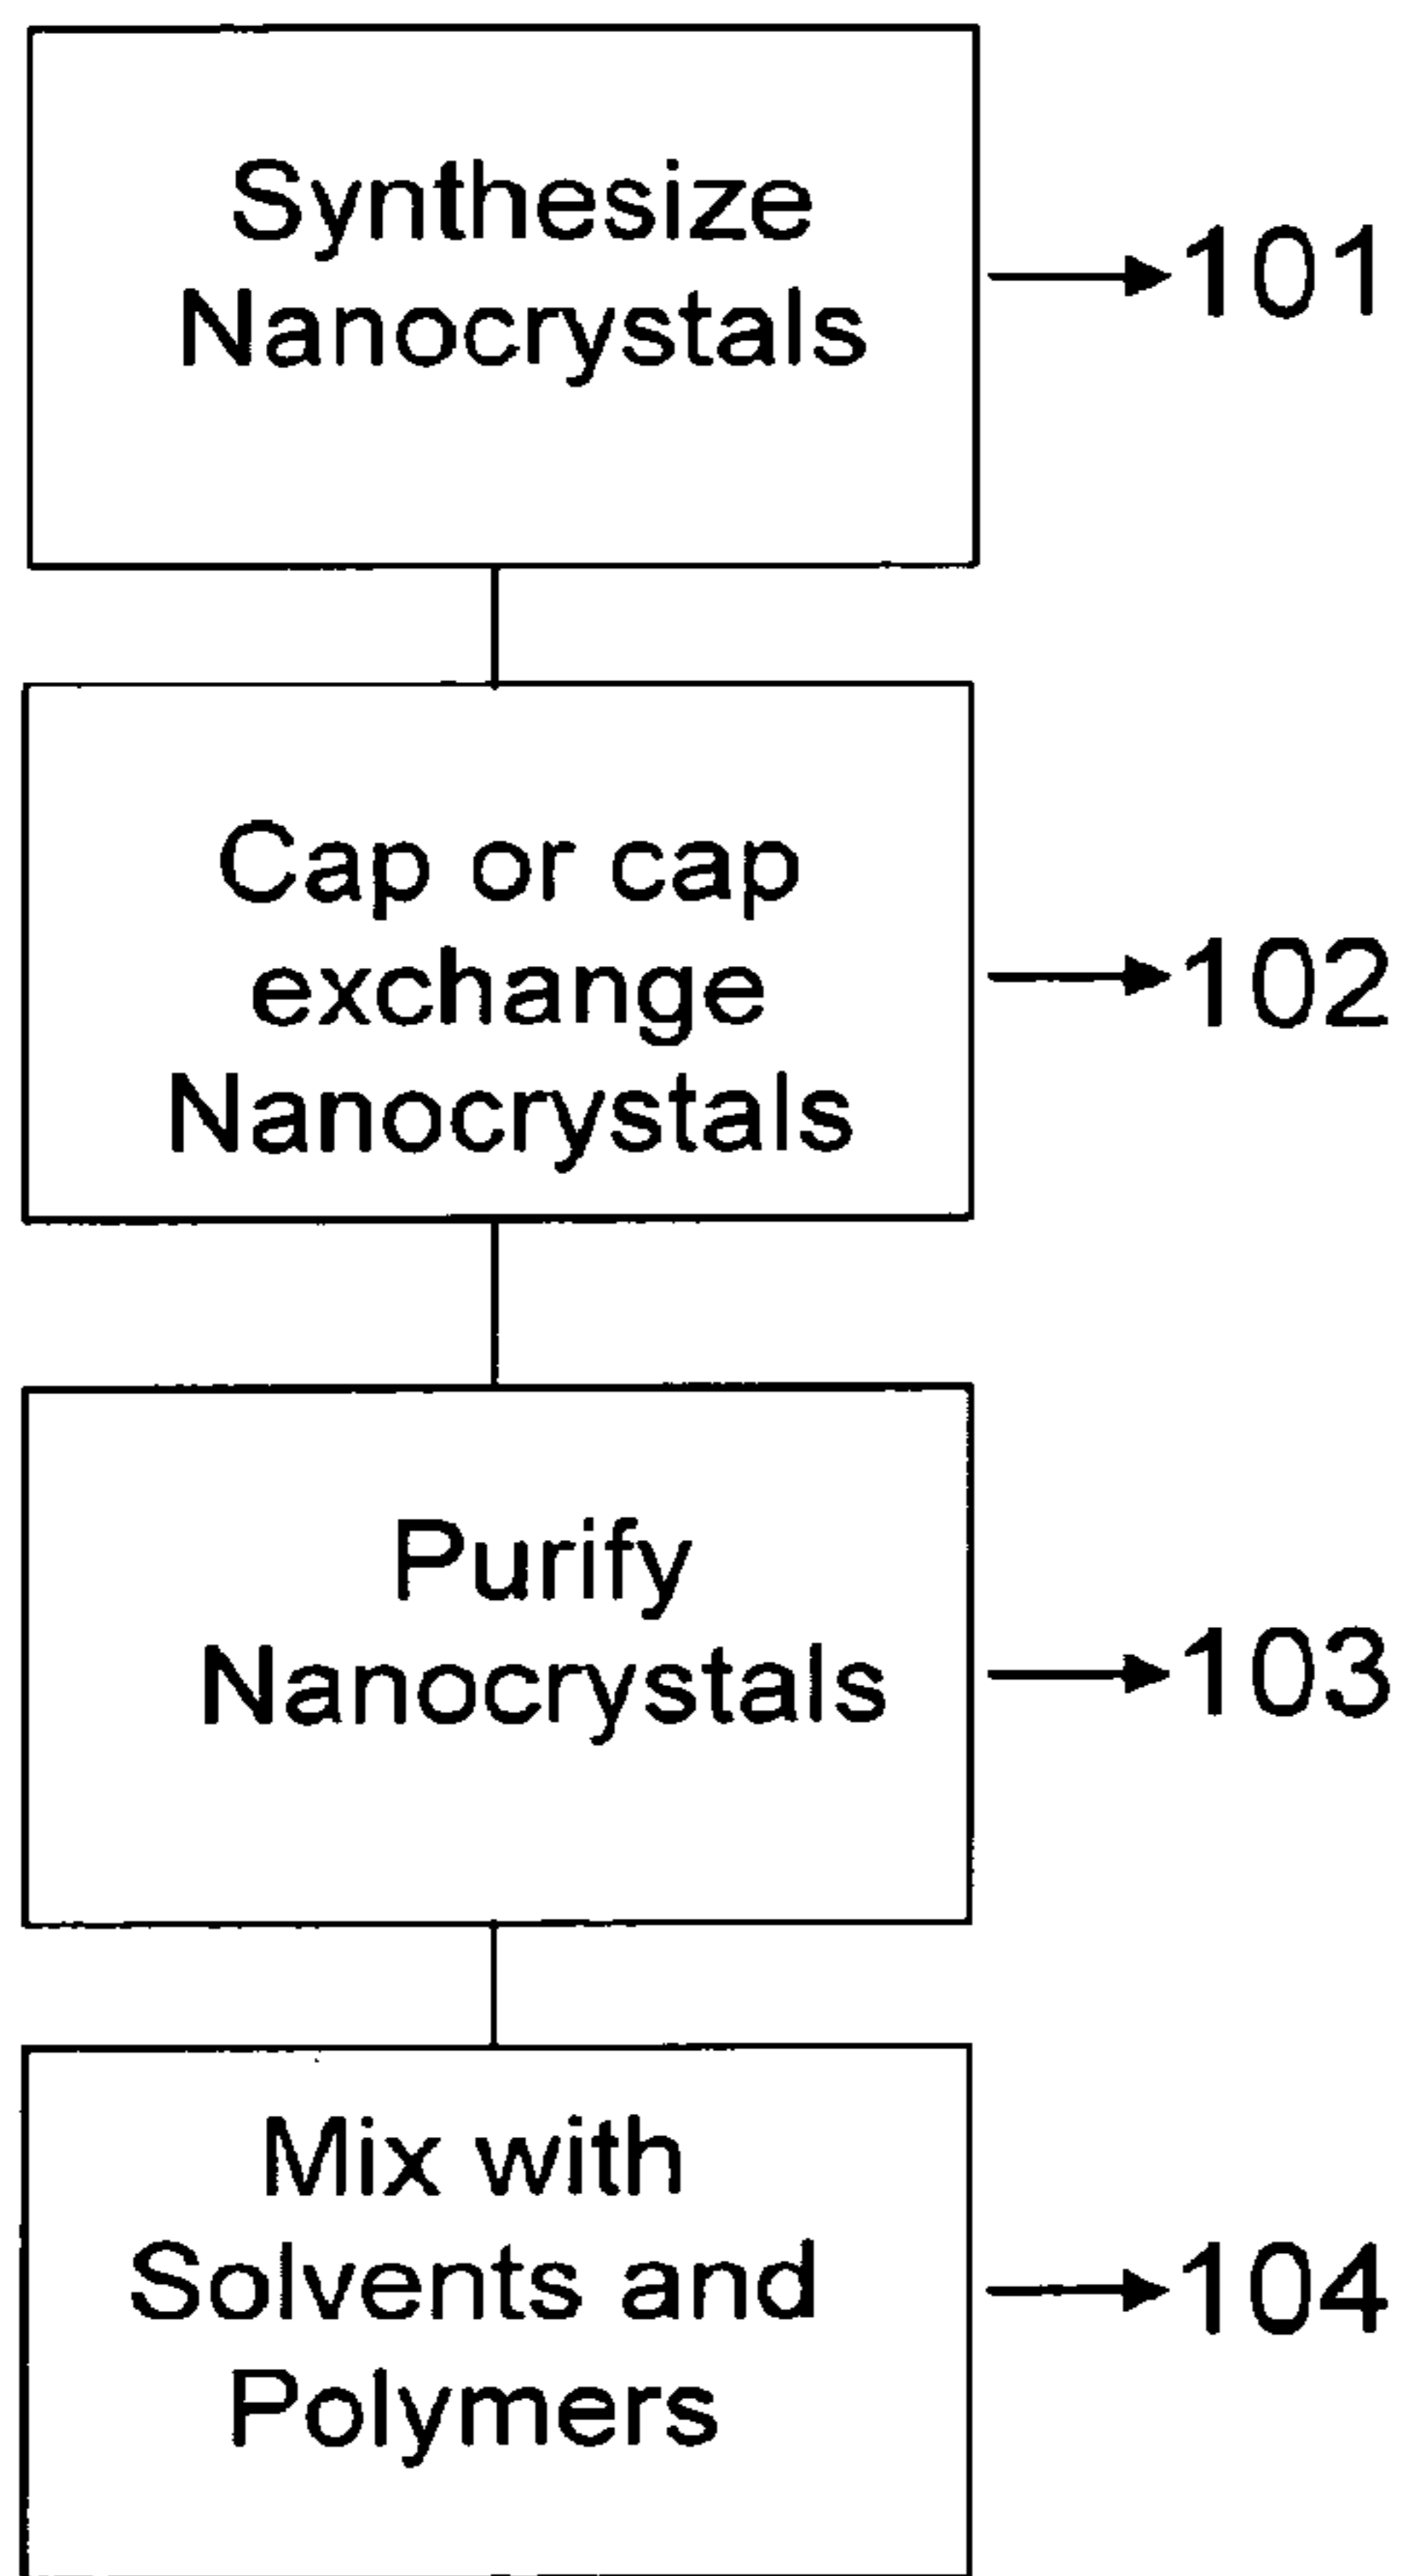 Synthesize
Nanocrystals
101
Cap or cap
exchange
Nanocrystals
102
Purify
Nanocrystals
103
Mix with
Solvents and
Polymers
104